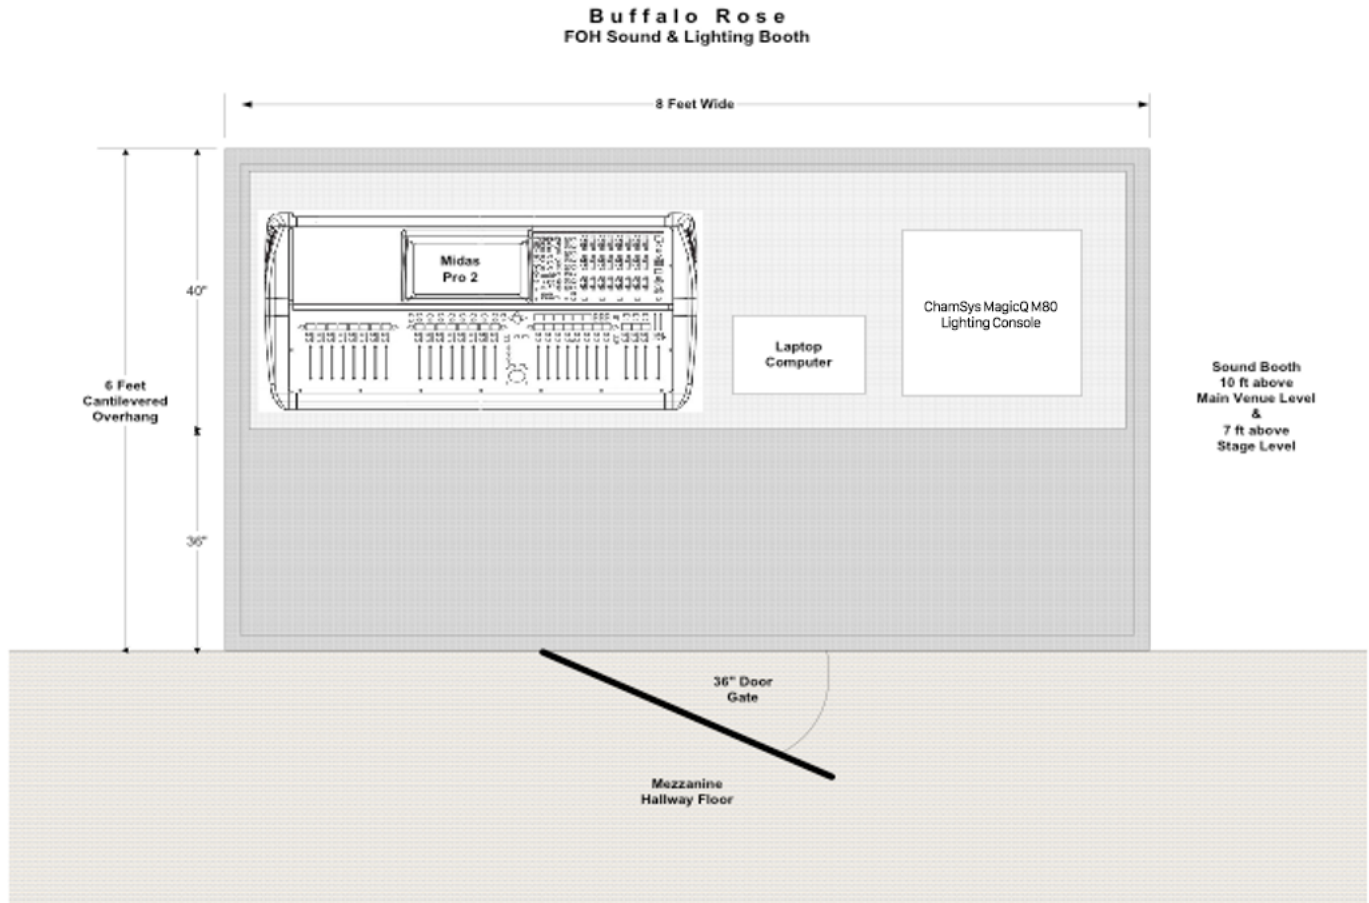 Buffalo Rose
FOH Sound & Lighting Booth
8 Feet Wide
40"
6 Feet
Cantilevered
Overhang
36"
Midas
Pro 2
Laptop
Computer
ChamSys MagicQ M80
Lighting Console
Sound Booth
10 ft above
Main Venue Level
&
7 ft above
Stage Level
36" Door
Gate
Mezzanine
Hallway Floor